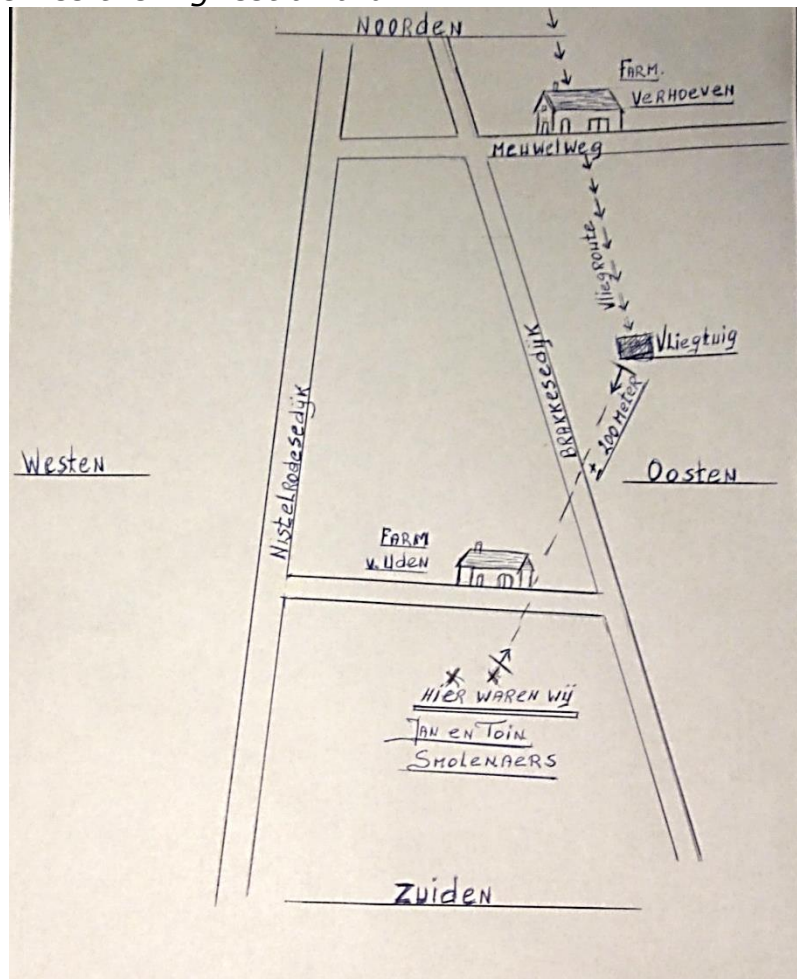 NOORdeN
FARM.
VeRHOeVeN
MeuwelWeg
VliegROUte
VLiegtuig
200 Meter
BRAKKeSedijk
NistelRodesedijk
Westen
Oosten
FARM
v. Uden
HIER WAREN Wij
JAN en Toin
SMOLeNAeRS
Zuiden